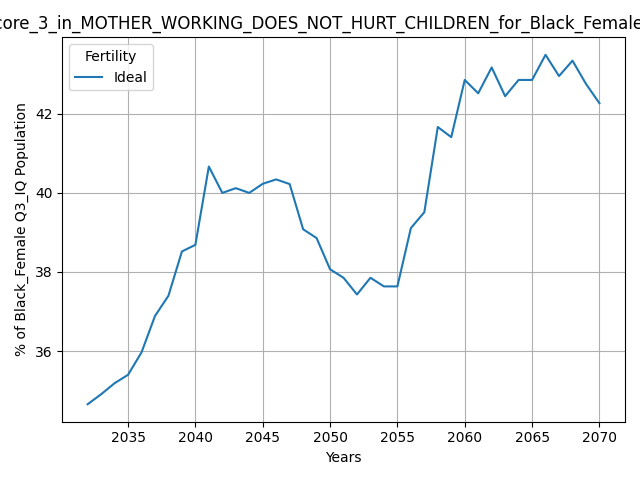 core_3_in_MOTHER_WORKING_DOES_NOT_HURT_CHILDREN_for_Black_Female
Fertility
Ideal
% of Black_Female Q3_IQ Population
42
40
38
36
2035 2040 2045 2050 2055 2060 2065 2070
Years